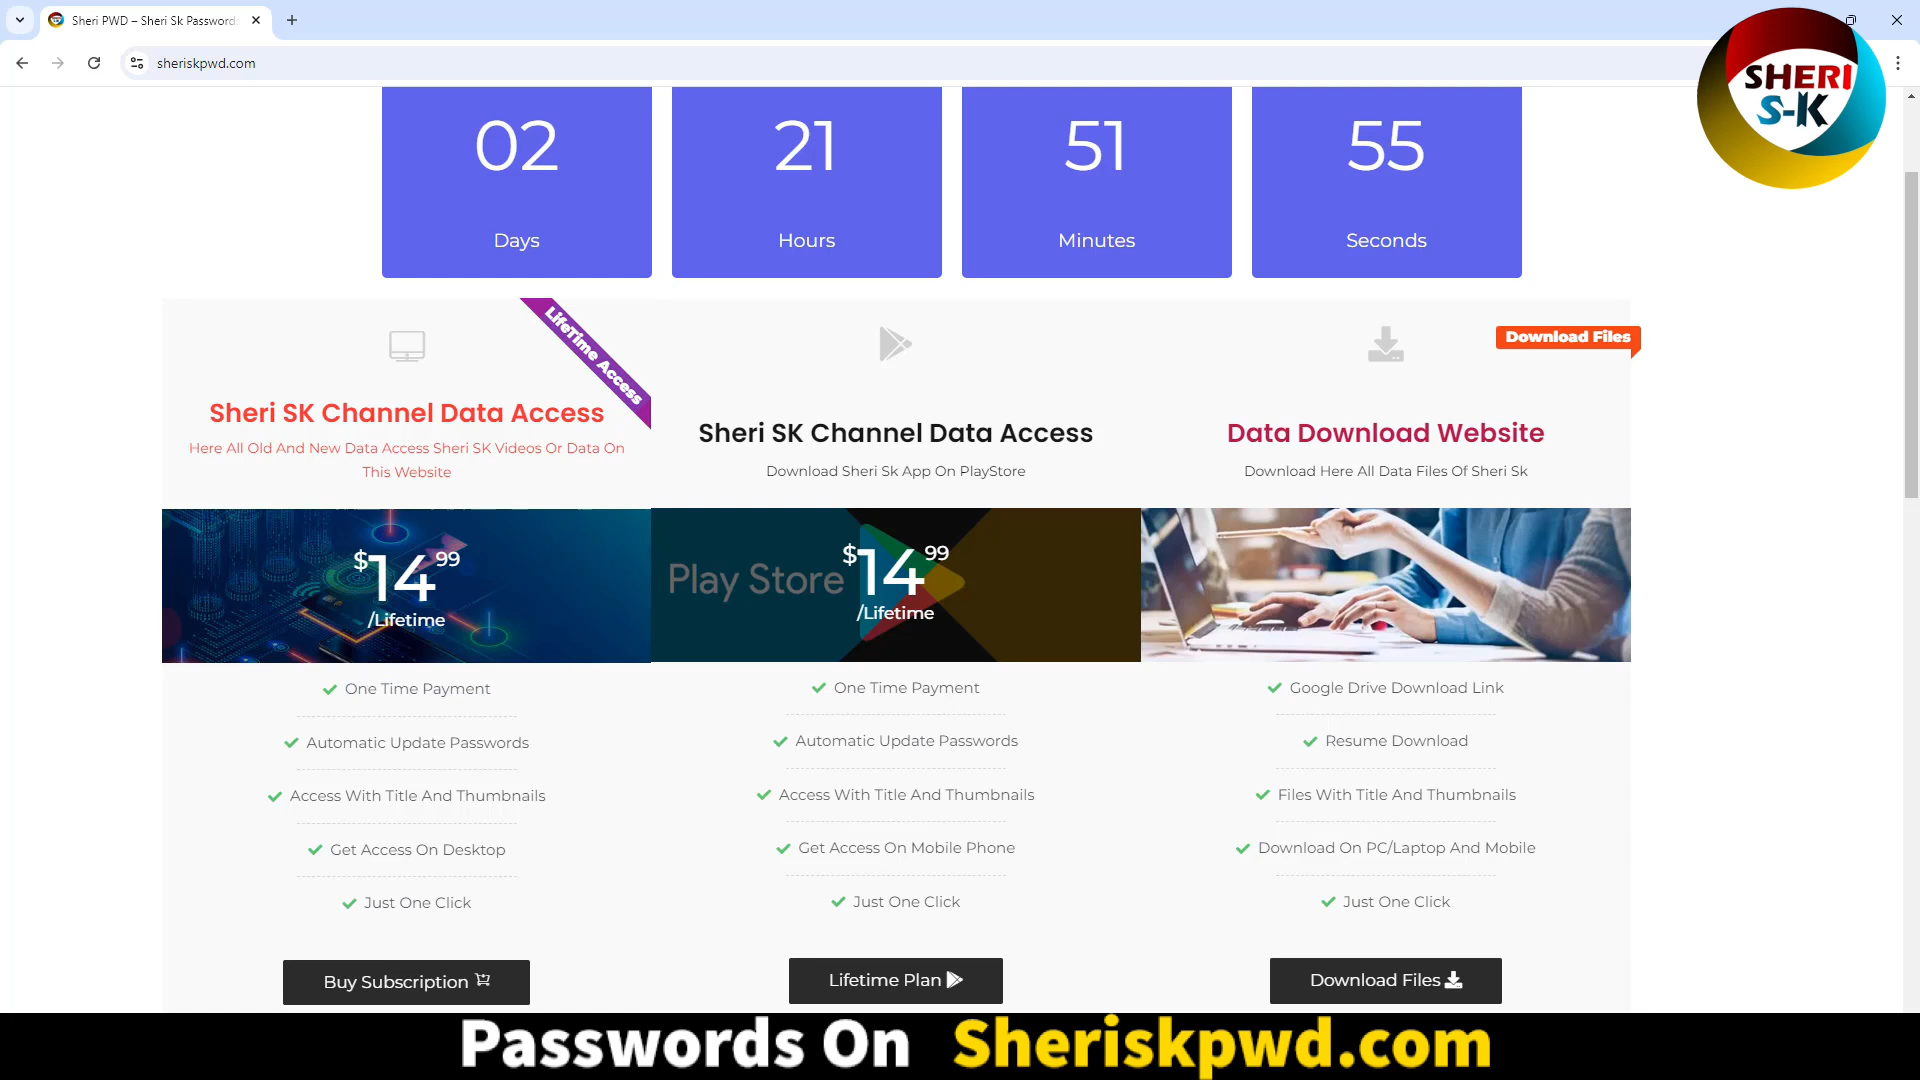 Sheri PWD – Sheri Sk Password
sheriskpwd.com
SHERI
S-K
02
21
51
55
Days
Hours
Minutes
Seconds
LifeTime Access
Sheri SK Channel Data Access
Here All Old And New Data Access Sheri SK Videos Or Data On
This Website
$14 99
/Lifetime
One Time Payment
Automatic Update Passwords
Access With Title And Thumbnails
Get Access On Desktop
Just One Click
Buy Subscription
Sheri SK Channel Data Access
Download Sheri Sk App On PlayStore
Play Store
$14 99
/Lifetime
One Time Payment
Automatic Update Passwords
Access With Title And Thumbnails
Get Access On Mobile Phone
Just One Click
Lifetime Plan
Download Files
Data Download Website
Download Here All Data Files Of Sheri Sk
Google Drive Download Link
Resume Download
Files With Title And Thumbnails
Download On PC/Laptop And Mobile
Just One Click
Download Files
Passwords On Sheriskpwd.com